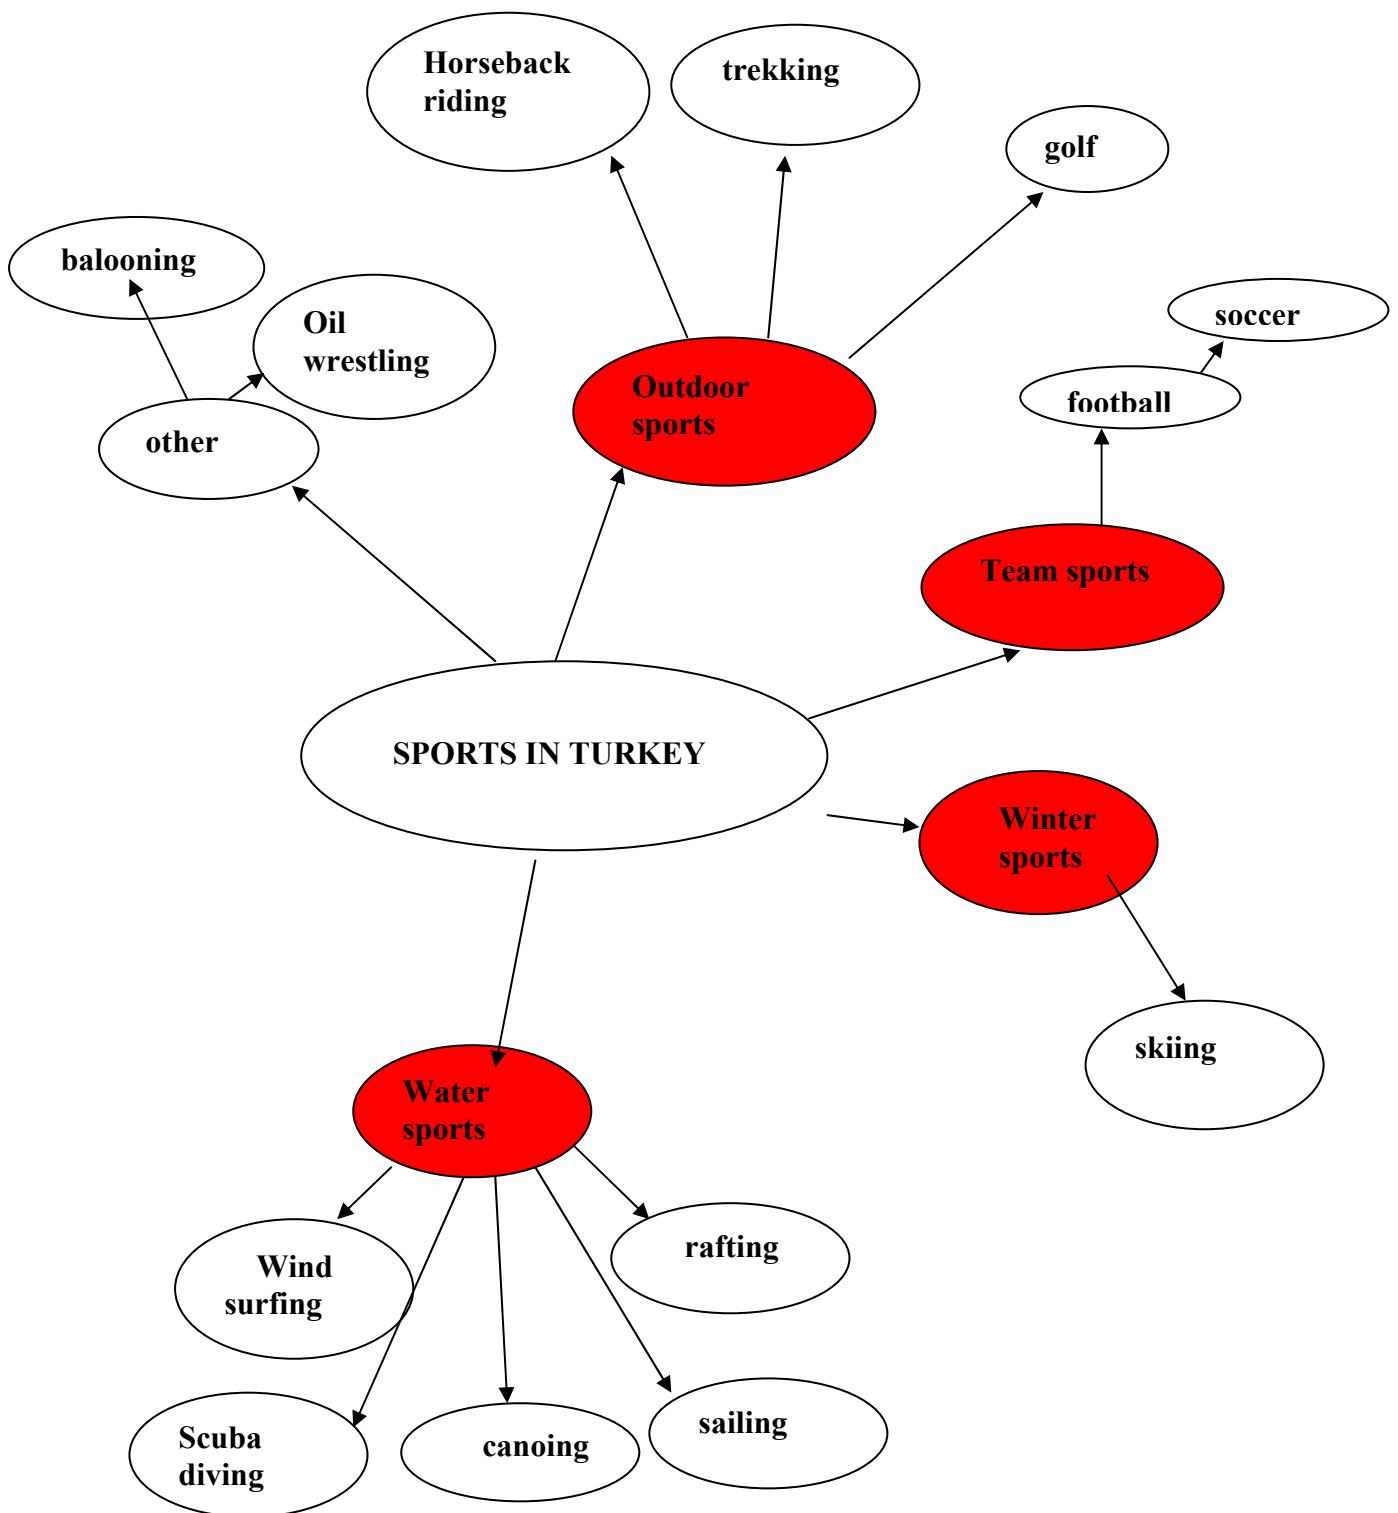 Horseback
riding
trekking
golf
balooning
Oil
wrestling
soccer
Outdoor
sports
football
other
Team sports
SPORTS IN TURKEY
Winter
sports
skiing
Water
sports
rafting
Wind
surfing
sailing
Scuba
diving
canoing